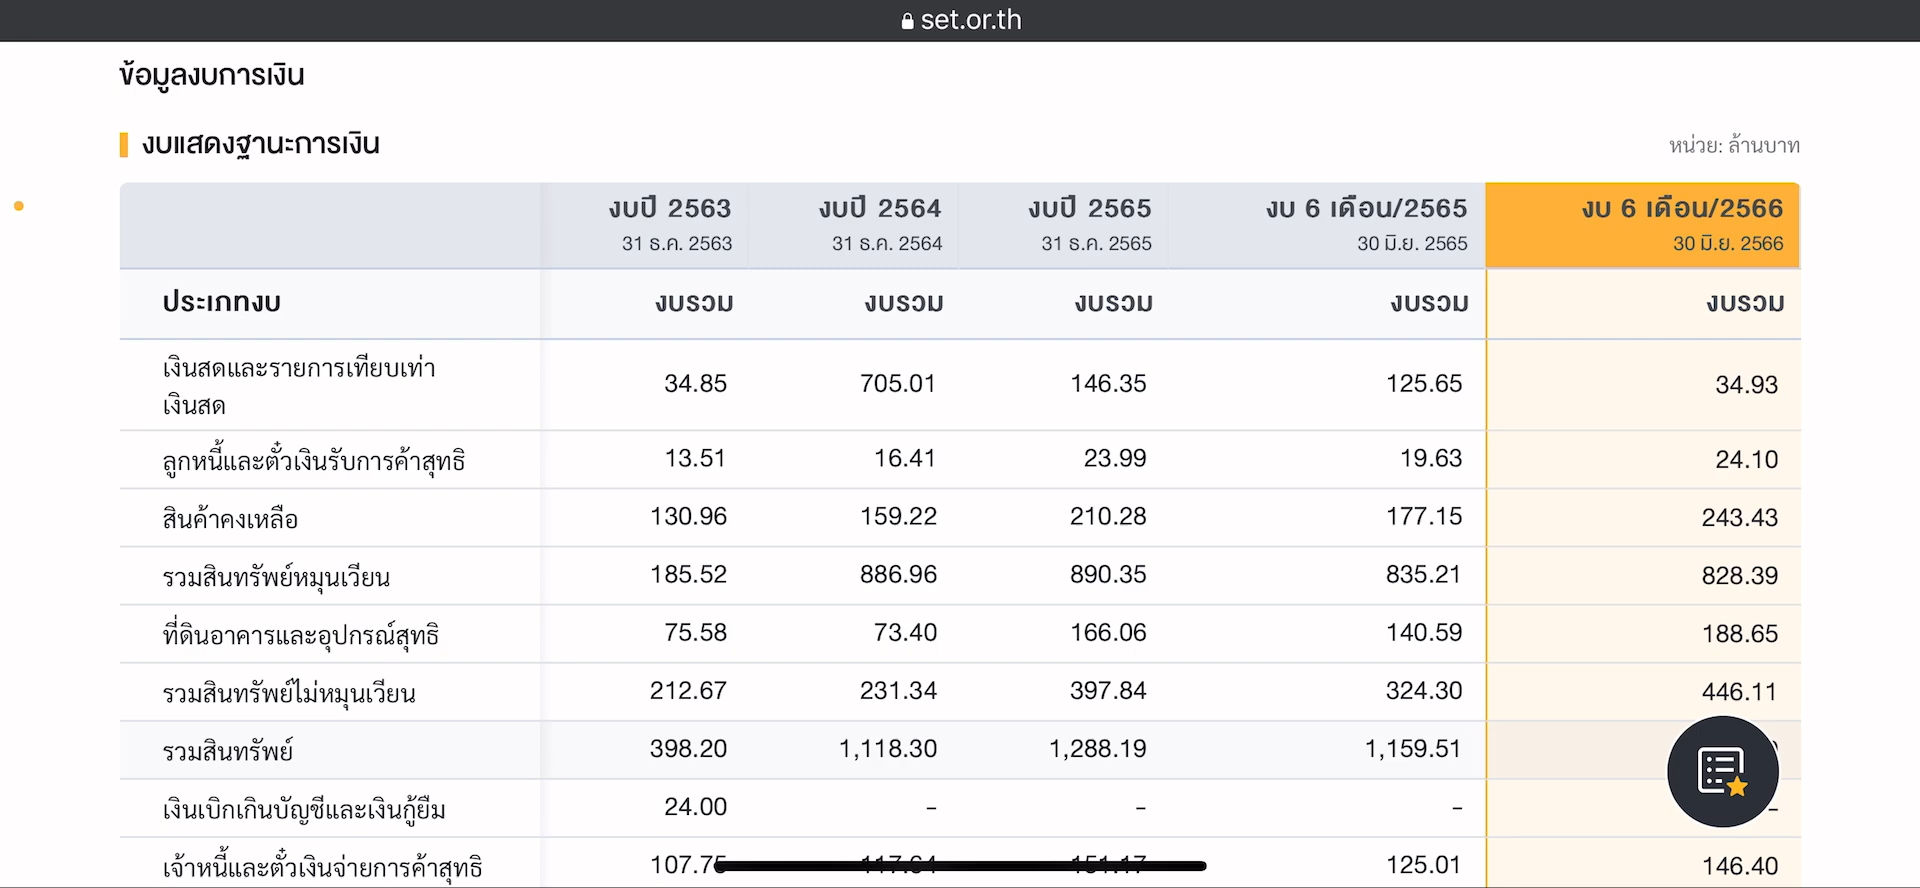 set.or.th
ข้อมูลงบการเงิน
งบแสดงฐานะการเงิน
หน่วย: ล้านบาท
งบปี 2563 งบปี 2564 งบปี 2565 งบ 6 เดือน/2565 งบ 6 เดือน/2566
31 ธ.ค. 2563 31 ธ.ค. 2564 31 ธ.ค. 2565 30 มิ.ย. 2565 30 มิ.ย. 2566
ประเภทงบ งบรวม งบรวม งบรวม งบรวม งบรวม
เงินสดและรายการเทียบเท่า
เงินสด
34.85 705.01 146.35 125.65 34.93
ลูกหนี้และตั๋วเงินรับการค้าสุทธิ 13.51 16.41 23.99 19.63 24.10
สินค้าคงเหลือ 130.96 159.22 210.28 177.15 243.43
รวมสินทรัพย์หมุนเวียน 185.52 886.96 890.35 835.21 828.39
ที่ดินอาคารและอุปกรณ์สุทธิ 75.58 73.40 166.06 140.59 188.65
รวมสินทรัพย์ไม่หมุนเวียน 212.67 231.34 397.84 324.30 446.11
รวมสินทรัพย์ 398.20 1,118.30 1,288.19 1,159.51
เงินเบิกเกินบัญชีและเงินกู้ยืม 24.00 - - - -
เจ้าหนี้และตั๋วเงินจ่ายการค้าสุทธิ 125.01 146.40